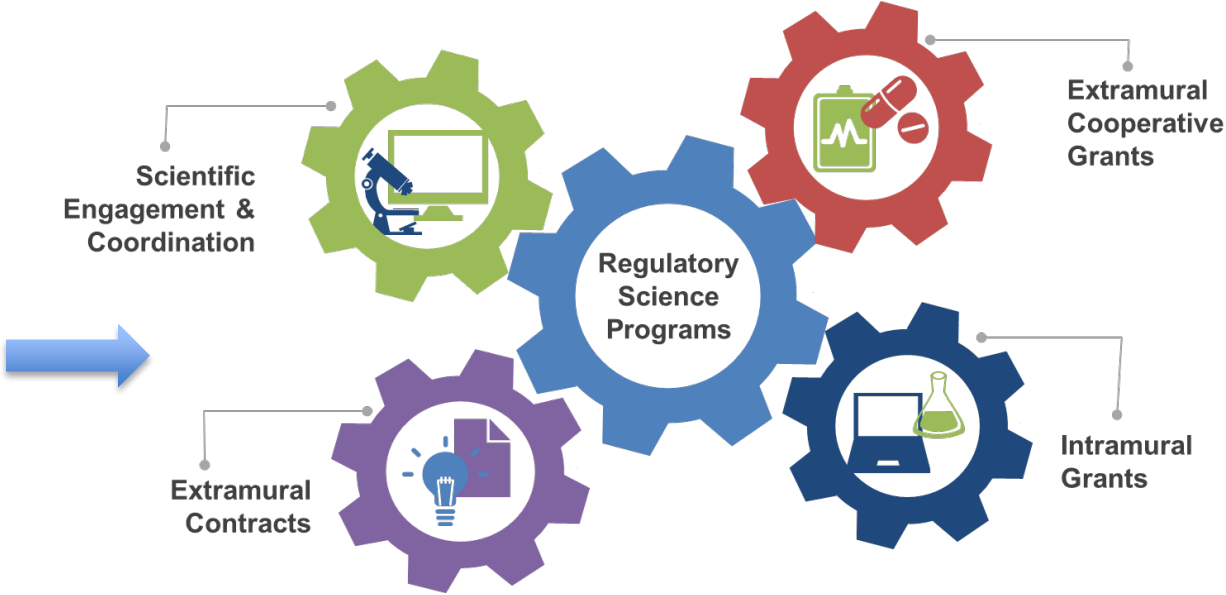 Scientific
Engagement &
Coordination
Extramural
Cooperative
Grants
Regulatory
Science
Programs
Extramural
Contracts
Intramural
Grants